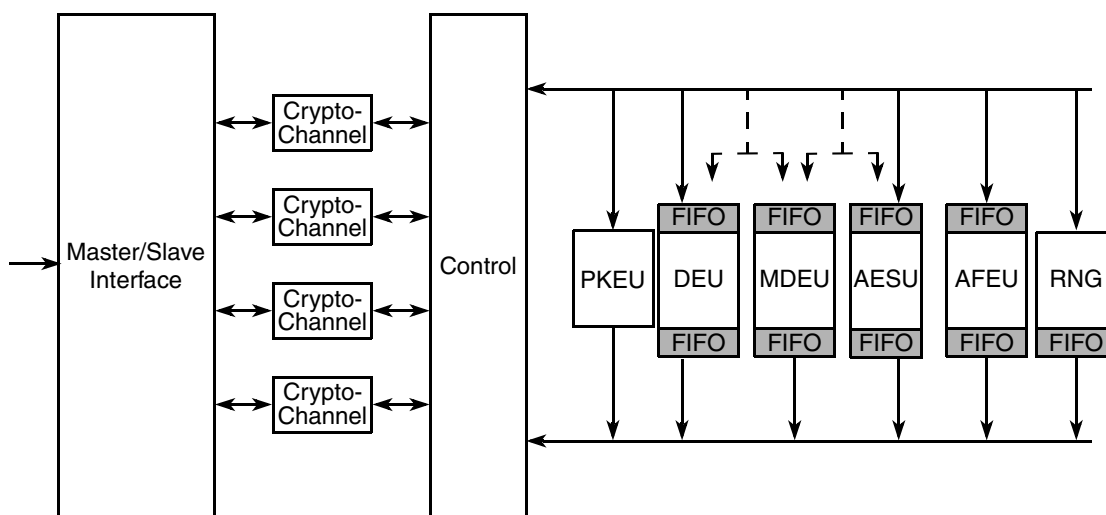 Master/Slave
Interface
Crypto-
Channel
Crypto-
Channel
Crypto-
Channel
Crypto-
Channel
Control
FIFO
FIFO
FIFO
FIFO
PKEU
DEU
MDEU
AESU
AFEU
RNG
FIFO
FIFO
FIFO
FIFO
FIFO